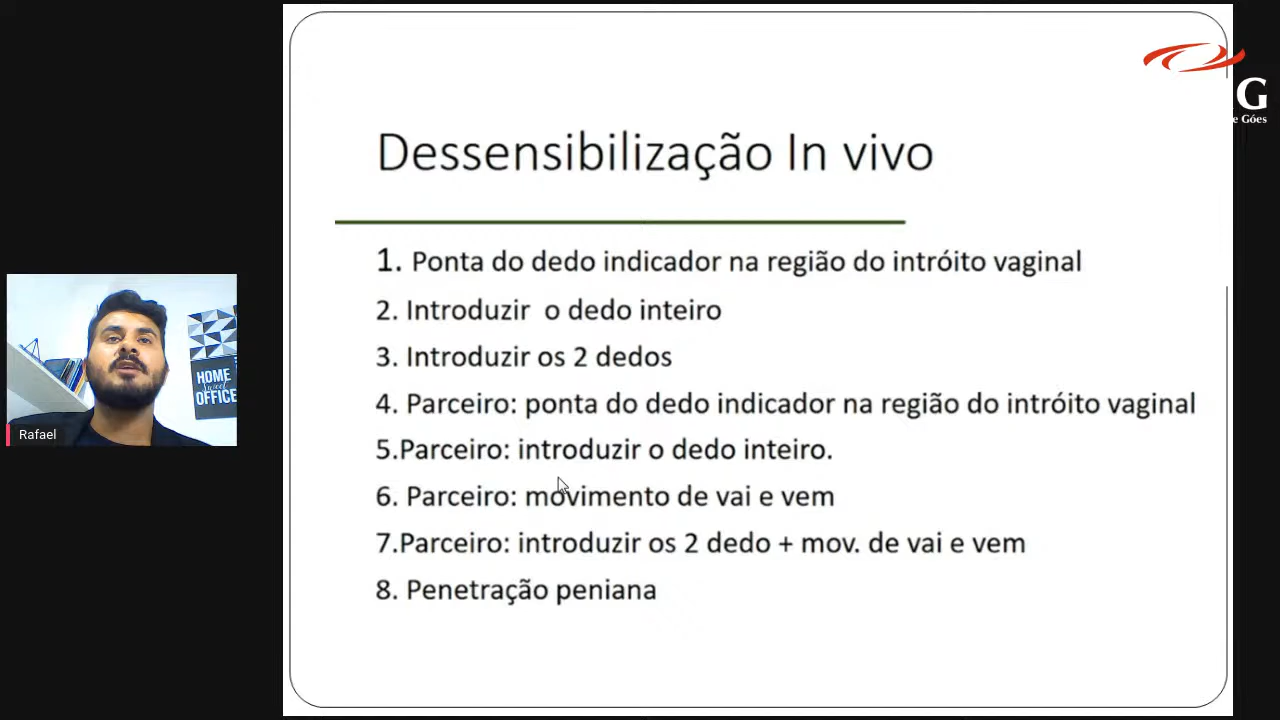 G
e Góes
Dessensibilização In vivo
1. Ponta do dedo indicador na região do intróito vaginal
2. Introduzir o dedo inteiro
3. Introduzir os 2 dedos
4. Parceiro: ponta do dedo indicador na região do intróito vaginal
5.Parceiro: introduzir o dedo inteiro.
6. Parceiro: movimento de vai e vem
7.Parceiro: introduzir os 2 dedo + mov. de vai e vem
8. Penetração peniana
HOME
Sweet
OFFICE
Rafael